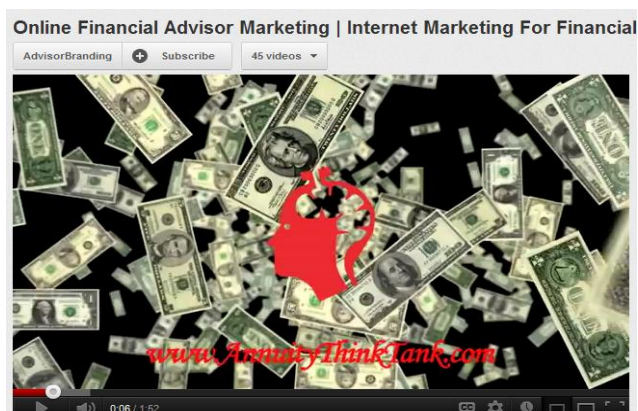 Online Financial Advisor Marketing | Internet Marketing For Financial
AdvisorBranding
Subscribe
45 videos
www.AnnuityThinkTank.com
0:06 / 1:52
CC